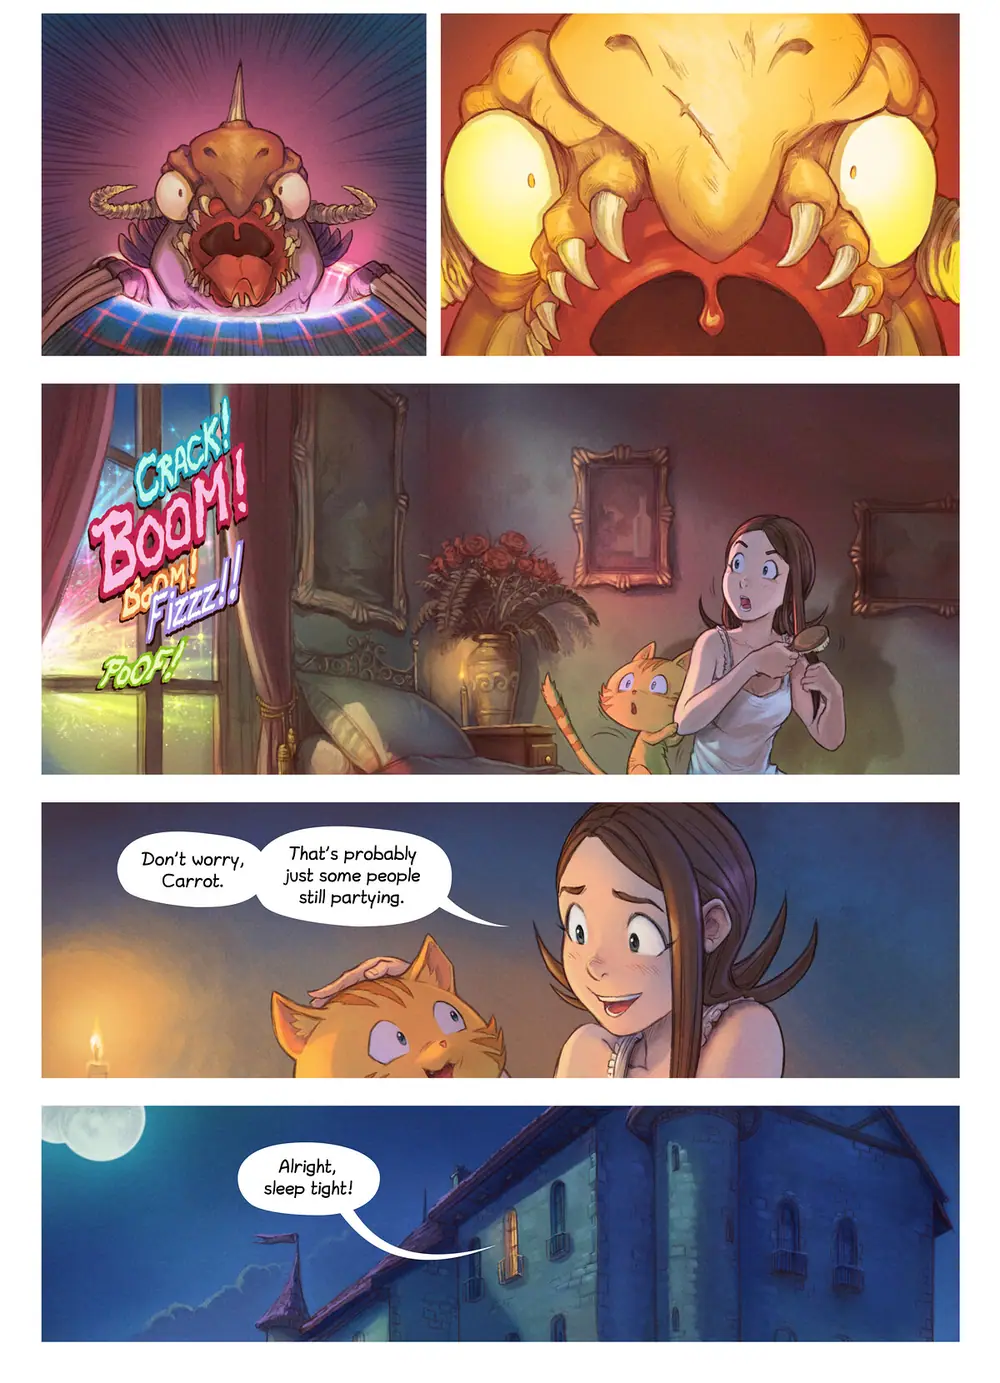 CRACK!
BOOM!
BOOM!
FIZZZ!!
POOF!
Don't worry,
Carrot.
That's probably
just some people
still partying.
Alright,
sleep tight!